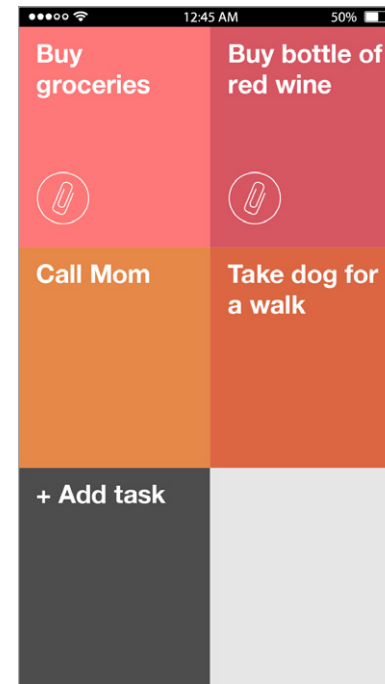 12:45 AM 50%
Buy
groceries
Buy bottle of
red wine
Call Mom
Take dog for
a walk
+ Add task